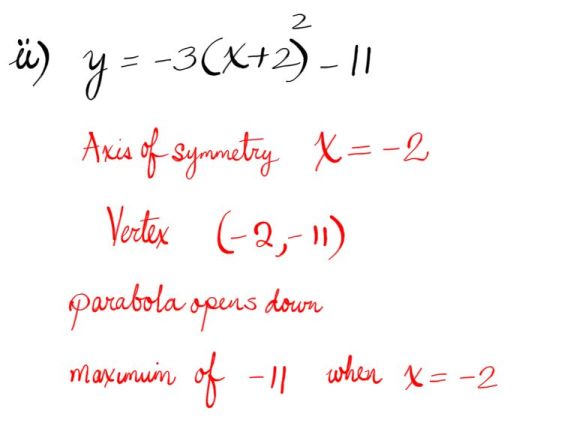 ii) y = -3(x+2)² - 11
Axis of symmetry x = -2
Vertex (-2, -11)
parabola opens down
maximum of -11 when x = -2